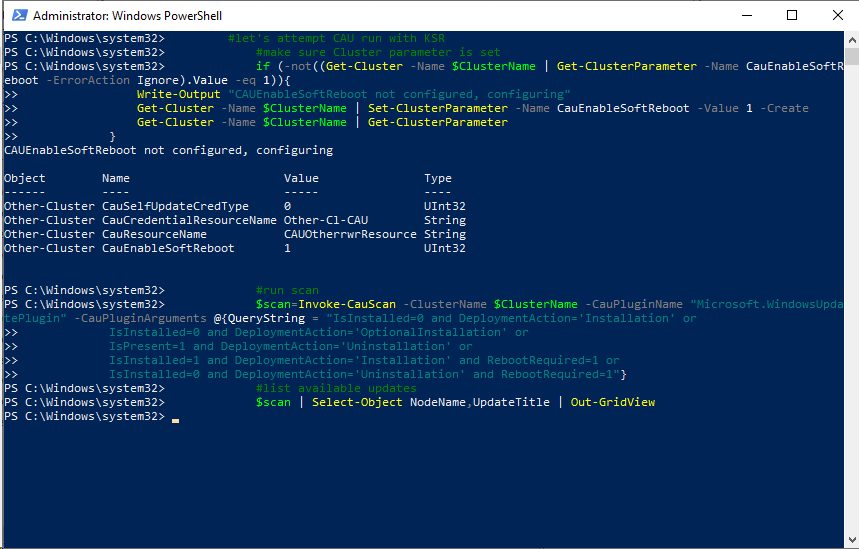 Administrator: Windows PowerShell
PS C:\Windows\system32>         #let's attempt CAU run with KSR
PS C:\Windows\system32>             #make sure Cluster parameter is set
PS C:\Windows\system32>             if (-not((Get-Cluster -Name $ClusterName | Get-ClusterParameter -Name CauEnableSoftR
eboot -ErrorAction Ignore).Value -eq 1)){
>>                 Write-Output "CAUEnableSoftReboot not configured, configuring"
>>                 Get-Cluster -Name $ClusterName | Set-ClusterParameter -Name CauEnableSoftReboot -Value 1 -Create
>>                 Get-Cluster -Name $ClusterName | Get-ClusterParameter
>>             }
CAUEnableSoftReboot not configured, configuring
Object        Name                      Value               Type
------        ----                      -----               ----
Other-Cluster CauSelfUpdateCredType     0                   UInt32
Other-Cluster CauCredentialResourceName Other-Cl-CAU        String
Other-Cluster CauResourceName           CAUOtherrwrResource String
Other-Cluster CauEnableSoftReboot       1                   UInt32
PS C:\Windows\system32>             #run scan
PS C:\Windows\system32>             $scan=Invoke-CauScan -ClusterName $ClusterName -CauPluginName "Microsoft.WindowsUpda
tePlugin" -CauPluginArguments @{QueryString = "IsInstalled=0 and DeploymentAction='Installation' or
>>             IsInstalled=0 and DeploymentAction='OptionalInstallation' or
>>             IsPresent=1 and DeploymentAction='Uninstallation' or
>>             IsInstalled=1 and DeploymentAction='Installation' and RebootRequired=1 or
>>             IsInstalled=0 and DeploymentAction='Uninstallation' and RebootRequired=1"}
PS C:\Windows\system32>             #list available updates
PS C:\Windows\system32>             $scan | Select-Object NodeName,UpdateTitle | Out-GridView
PS C:\Windows\system32>